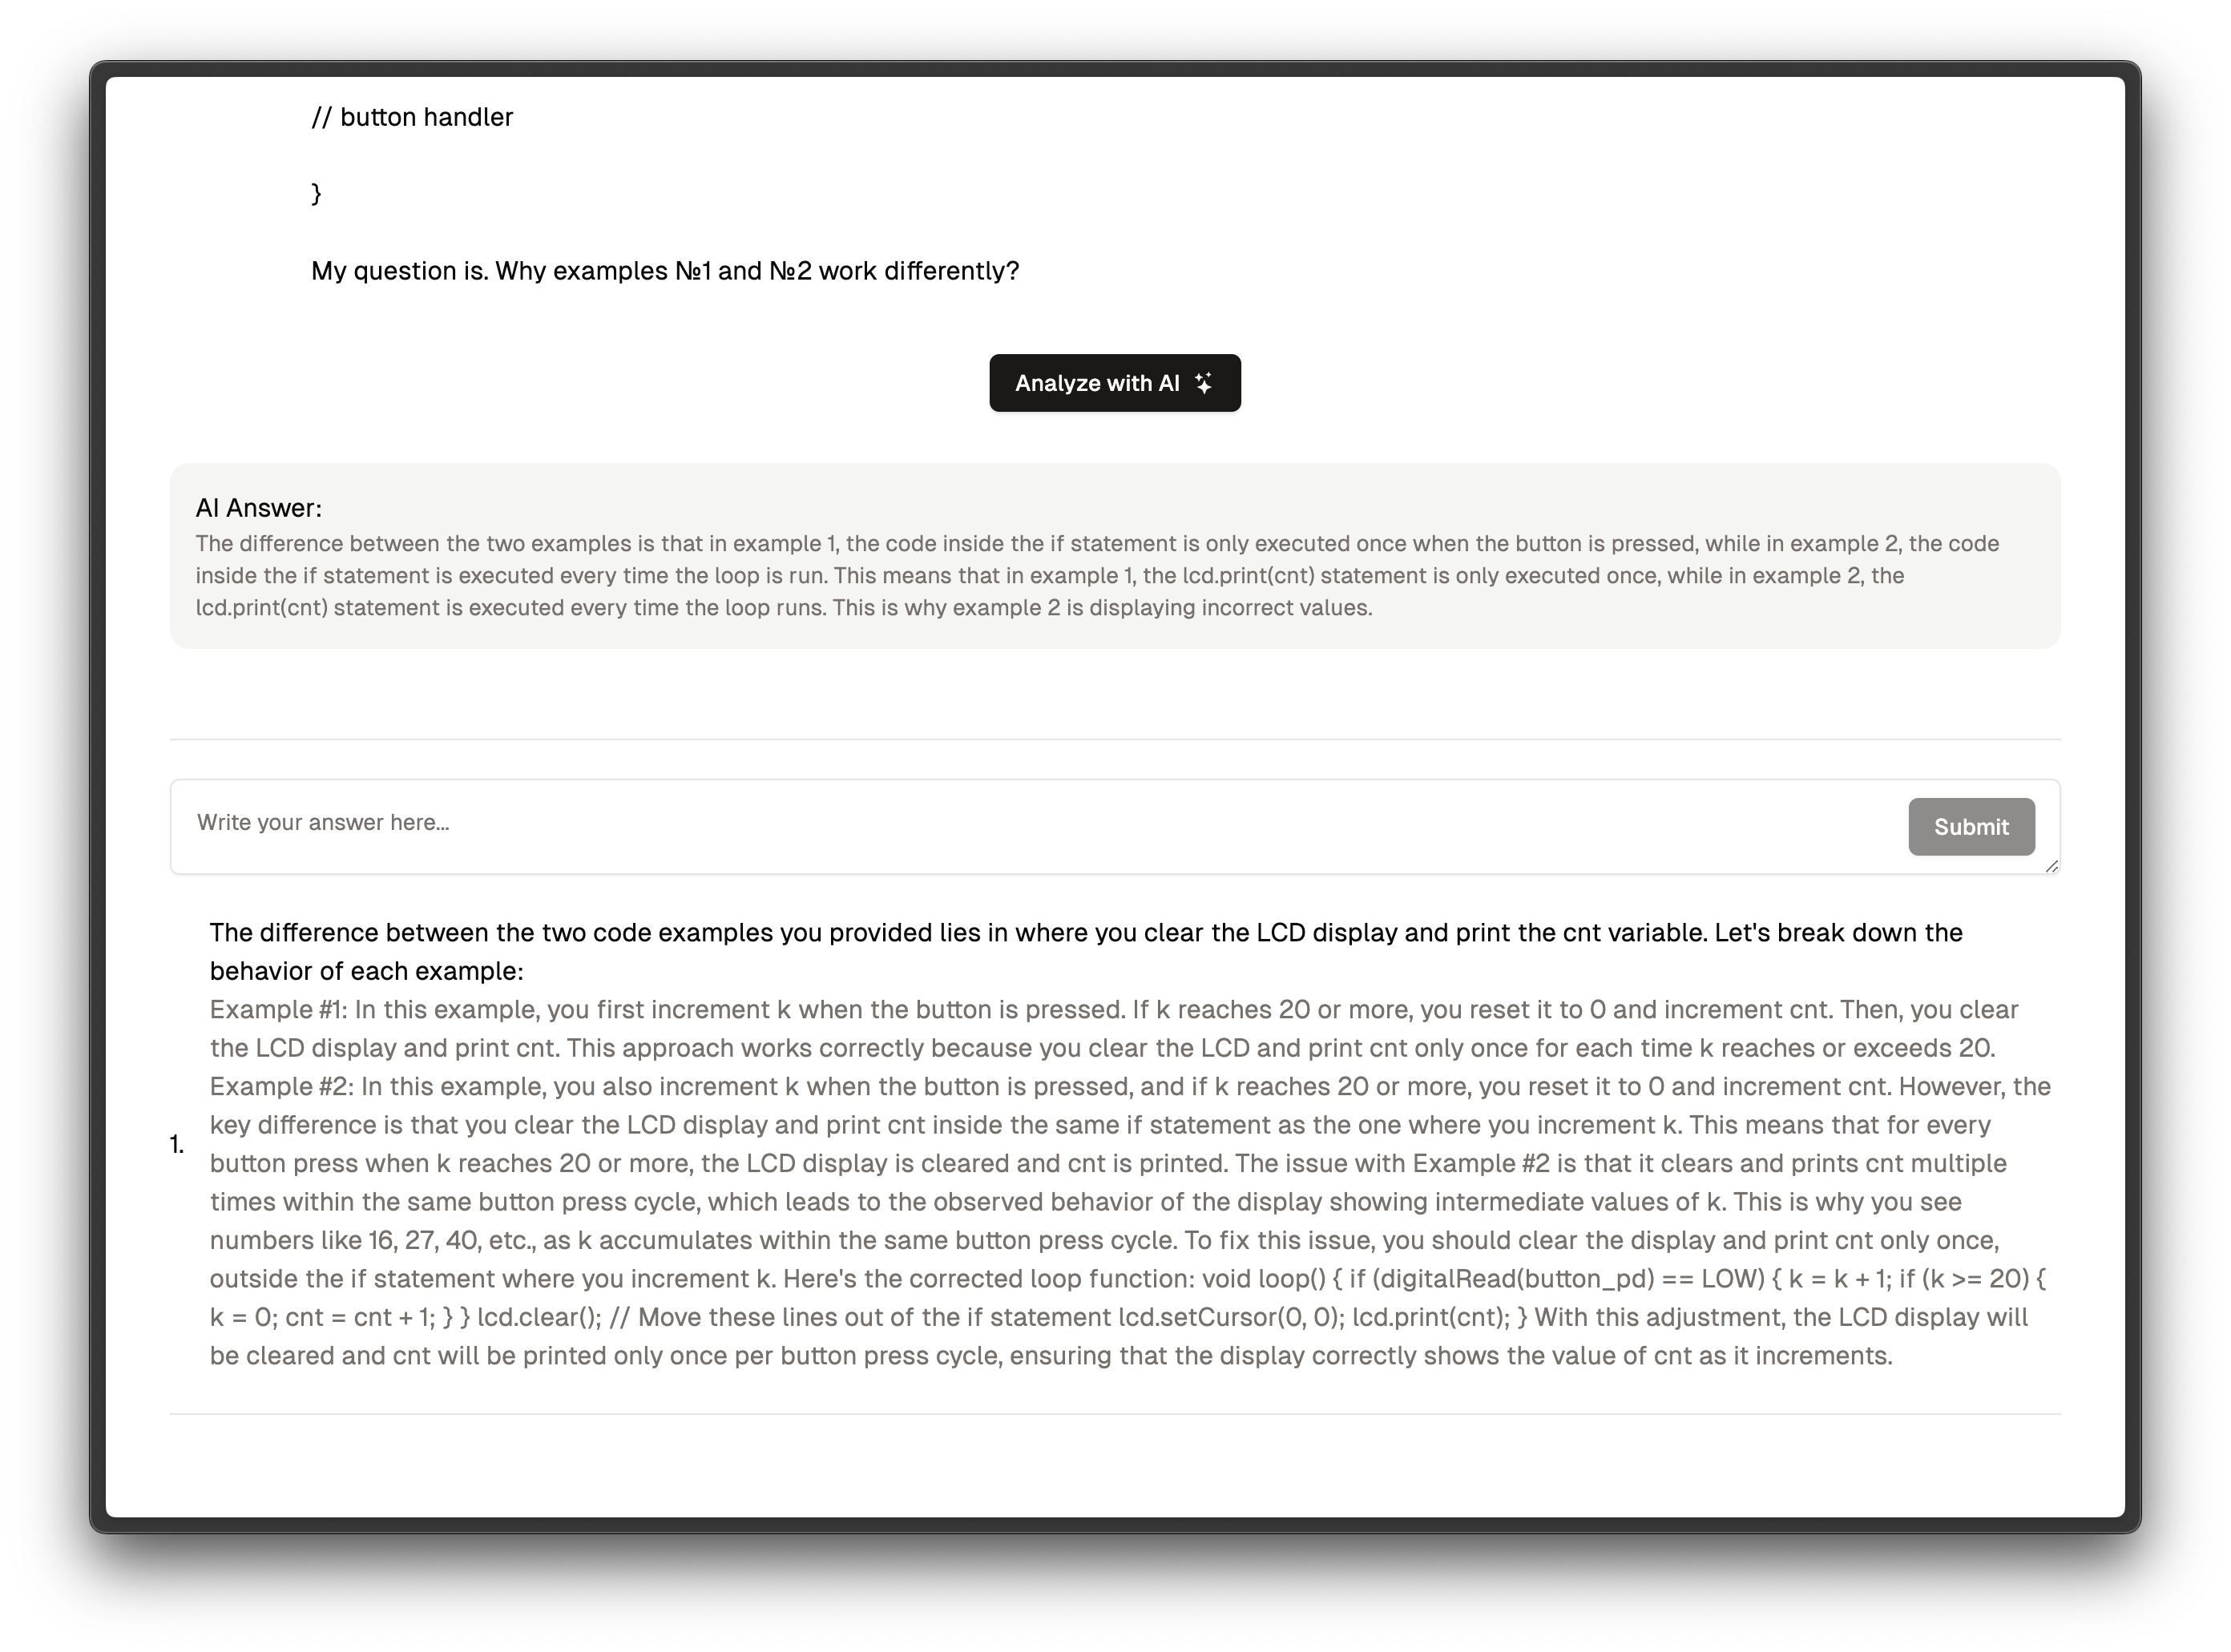 // button handler
}
My question is. Why examples №1 and №2 work differently?
Analyze with AI
AI Answer:
The difference between the two examples is that in example 1, the code inside the if statement is only executed once when the button is pressed, while in example 2, the code
inside the if statement is executed every time the loop is run. This means that in example 1, the lcd.print(cnt) statement is only executed once, while in example 2, the
lcd.print(cnt) statement is executed every time the loop runs. This is why example 2 is displaying incorrect values.
Write your answer here...
Submit
1.
The difference between the two code examples you provided lies in where you clear the LCD display and print the cnt variable. Let's break down the
behavior of each example:
Example #1: In this example, you first increment k when the button is pressed. If k reaches 20 or more, you reset it to 0 and increment cnt. Then, you clear
the LCD display and print cnt. This approach works correctly because you clear the LCD and print cnt only once for each time k reaches or exceeds 20.
Example #2: In this example, you also increment k when the button is pressed, and if k reaches 20 or more, you reset it to 0 and increment cnt. However, the
key difference is that you clear the LCD display and print cnt inside the same if statement as the one where you increment k. This means that for every
button press when k reaches 20 or more, the LCD display is cleared and cnt is printed. The issue with Example #2 is that it clears and prints cnt multiple
times within the same button press cycle, which leads to the observed behavior of the display showing intermediate values of k. This is why you see
numbers like 16, 27, 40, etc., as k accumulates within the same button press cycle. To fix this issue, you should clear the display and print cnt only once,
outside the if statement where you increment k. Here's the corrected loop function: void loop() { if (digitalRead(button_pd) == LOW) { k = k + 1; if (k >= 20) {
k = 0; cnt = cnt + 1; } } lcd.clear(); // Move these lines out of the if statement lcd.setCursor(0, 0); lcd.print(cnt); } With this adjustment, the LCD display will
be cleared and cnt will be printed only once per button press cycle, ensuring that the display correctly shows the value of cnt as it increments.